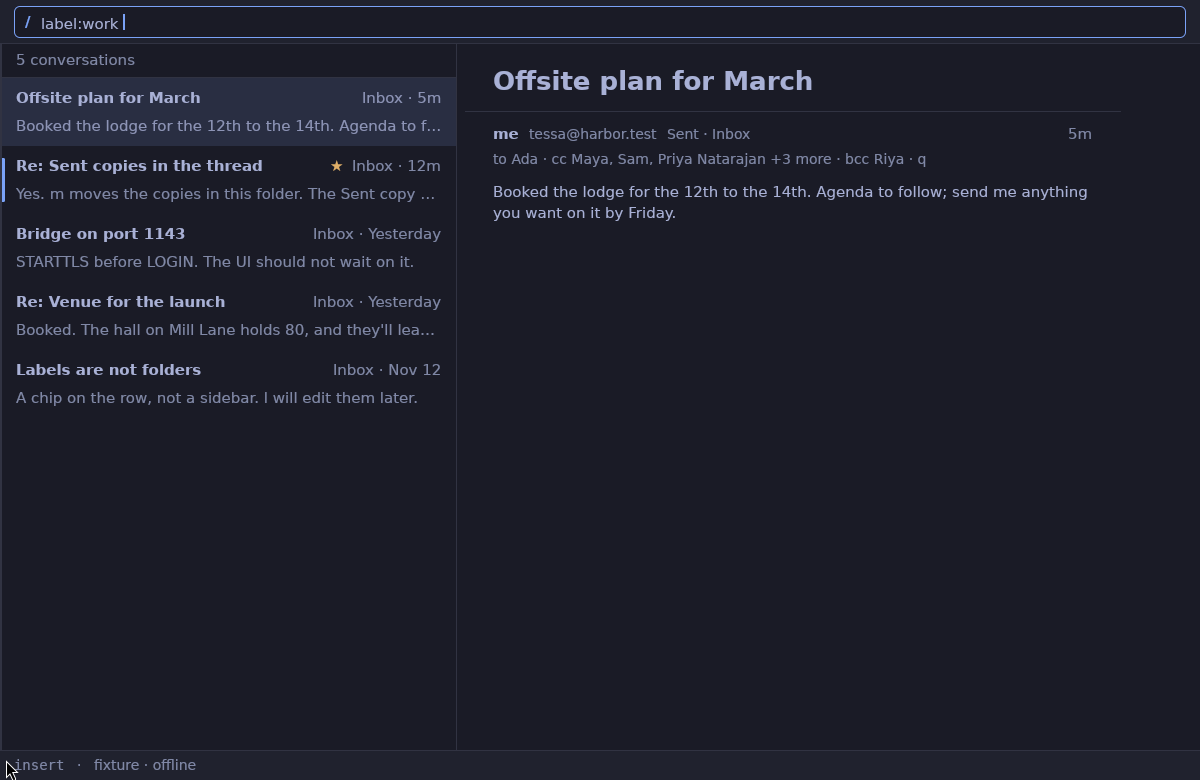 / label:work
5 conversations
Offsite plan for March Inbox · 5m
Booked the lodge for the 12th to the 14th. Agenda to f…
Re: Sent copies in the thread ★ Inbox · 12m
Yes. m moves the copies in this folder. The Sent copy …
Bridge on port 1143 Inbox · Yesterday
STARTTLS before LOGIN. The UI should not wait on it.
Re: Venue for the launch Inbox · Yesterday
Booked. The hall on Mill Lane holds 80, and they'll lea…
Labels are not folders Inbox · Nov 12
A chip on the row, not a sidebar. I will edit them later.
Offsite plan for March
me tessa@harbor.test Sent · Inbox 5m
to Ada · cc Maya, Sam, Priya Natarajan +3 more · bcc Riya · q
Booked the lodge for the 12th to the 14th. Agenda to follow; send me anything
you want on it by Friday.
insert · fixture · offline